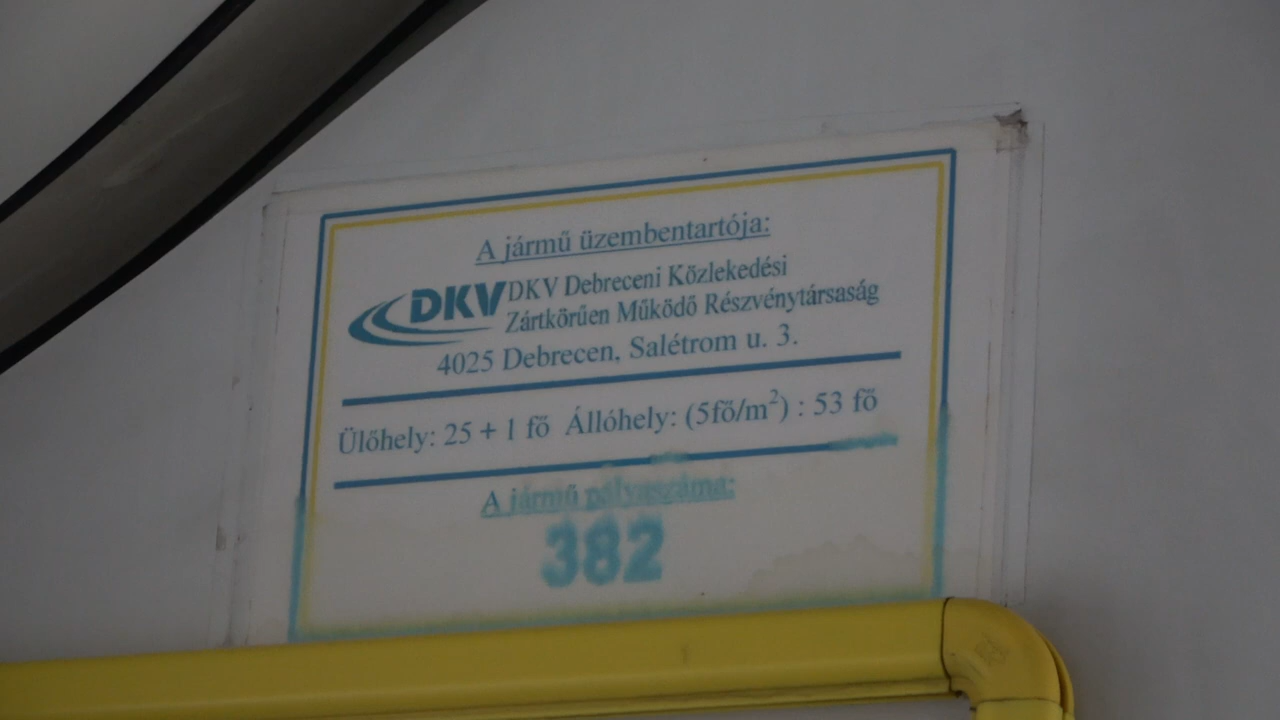 A jármű üzembentartója:
DKV DKV Debreceni Közlekedési
Zártkörűen Működő Részvénytársaság
4025 Debrecen, Salétrom u. 3.
Ülőhely: 25 + 1 fő Állóhely: (5fő/m²) : 53 fő
A jármű pályaszáma:
382